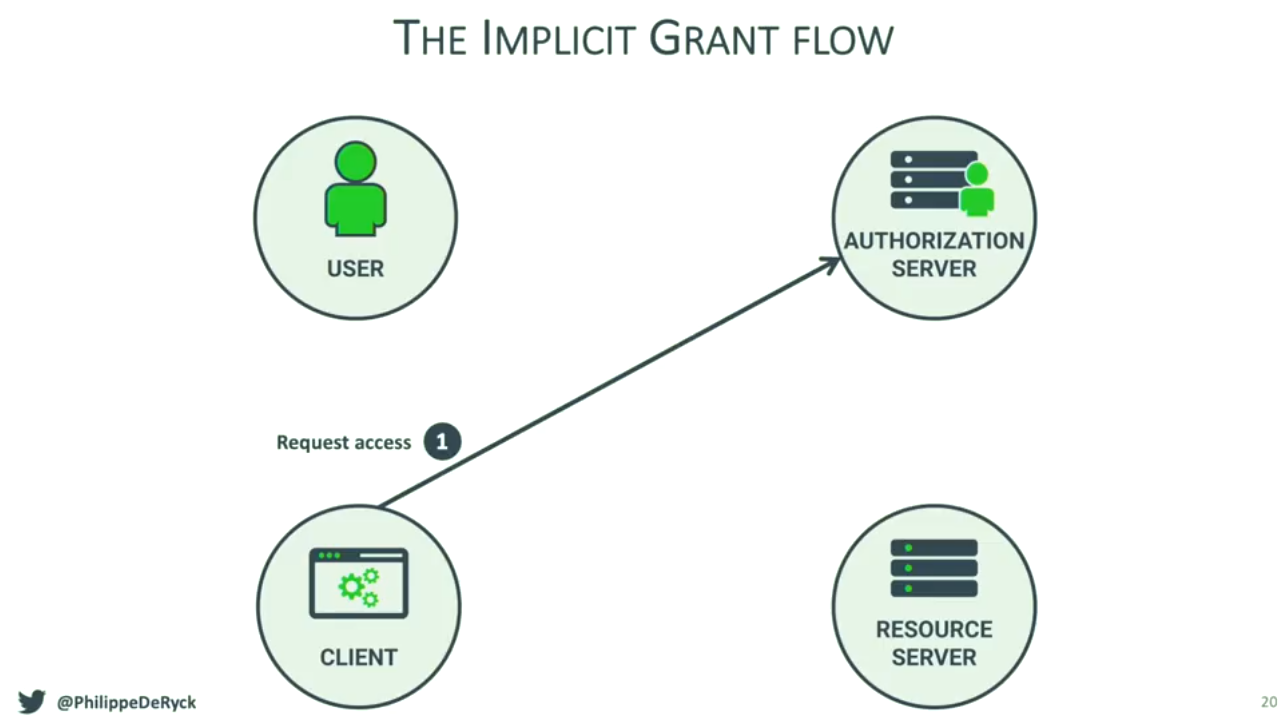 THE IMPLICIT GRANT FLOW
USER
AUTHORIZATION
SERVER
Request access 1
CLIENT
RESOURCE
SERVER
@PhilippeDeRyck
20